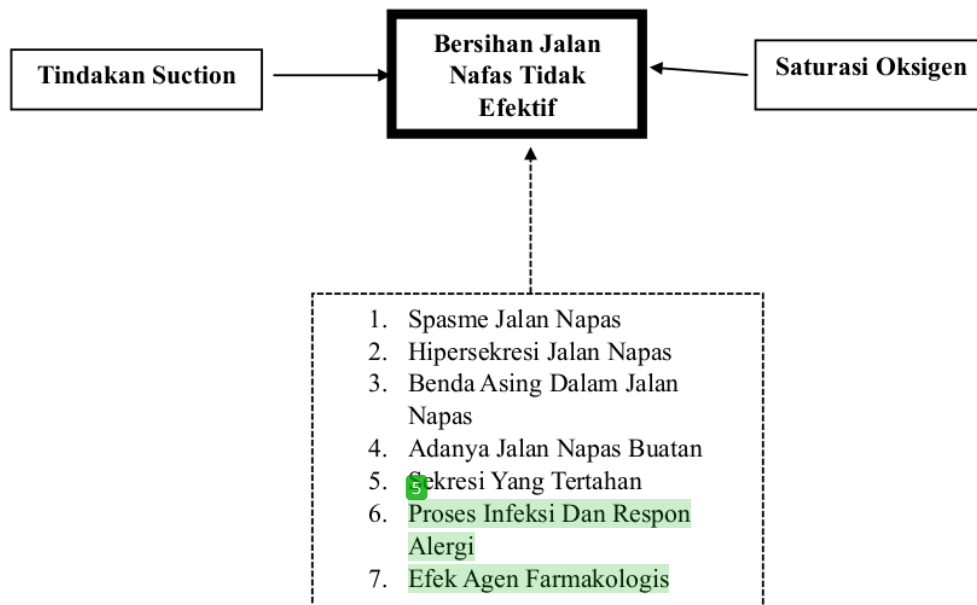 Tindakan Suction
Bersihan Jalan
Nafas Tidak
Efektif
Saturasi Oksigen
1. Spasme Jalan Napas
2. Hipersekresi Jalan Napas
3. Benda Asing Dalam Jalan
Napas
4. Adanya Jalan Napas Buatan
5. Sekresi Yang Tertahan
5
6. Proses Infeksi Dan Respon
Alergi
7. Efek Agen Farmakologis